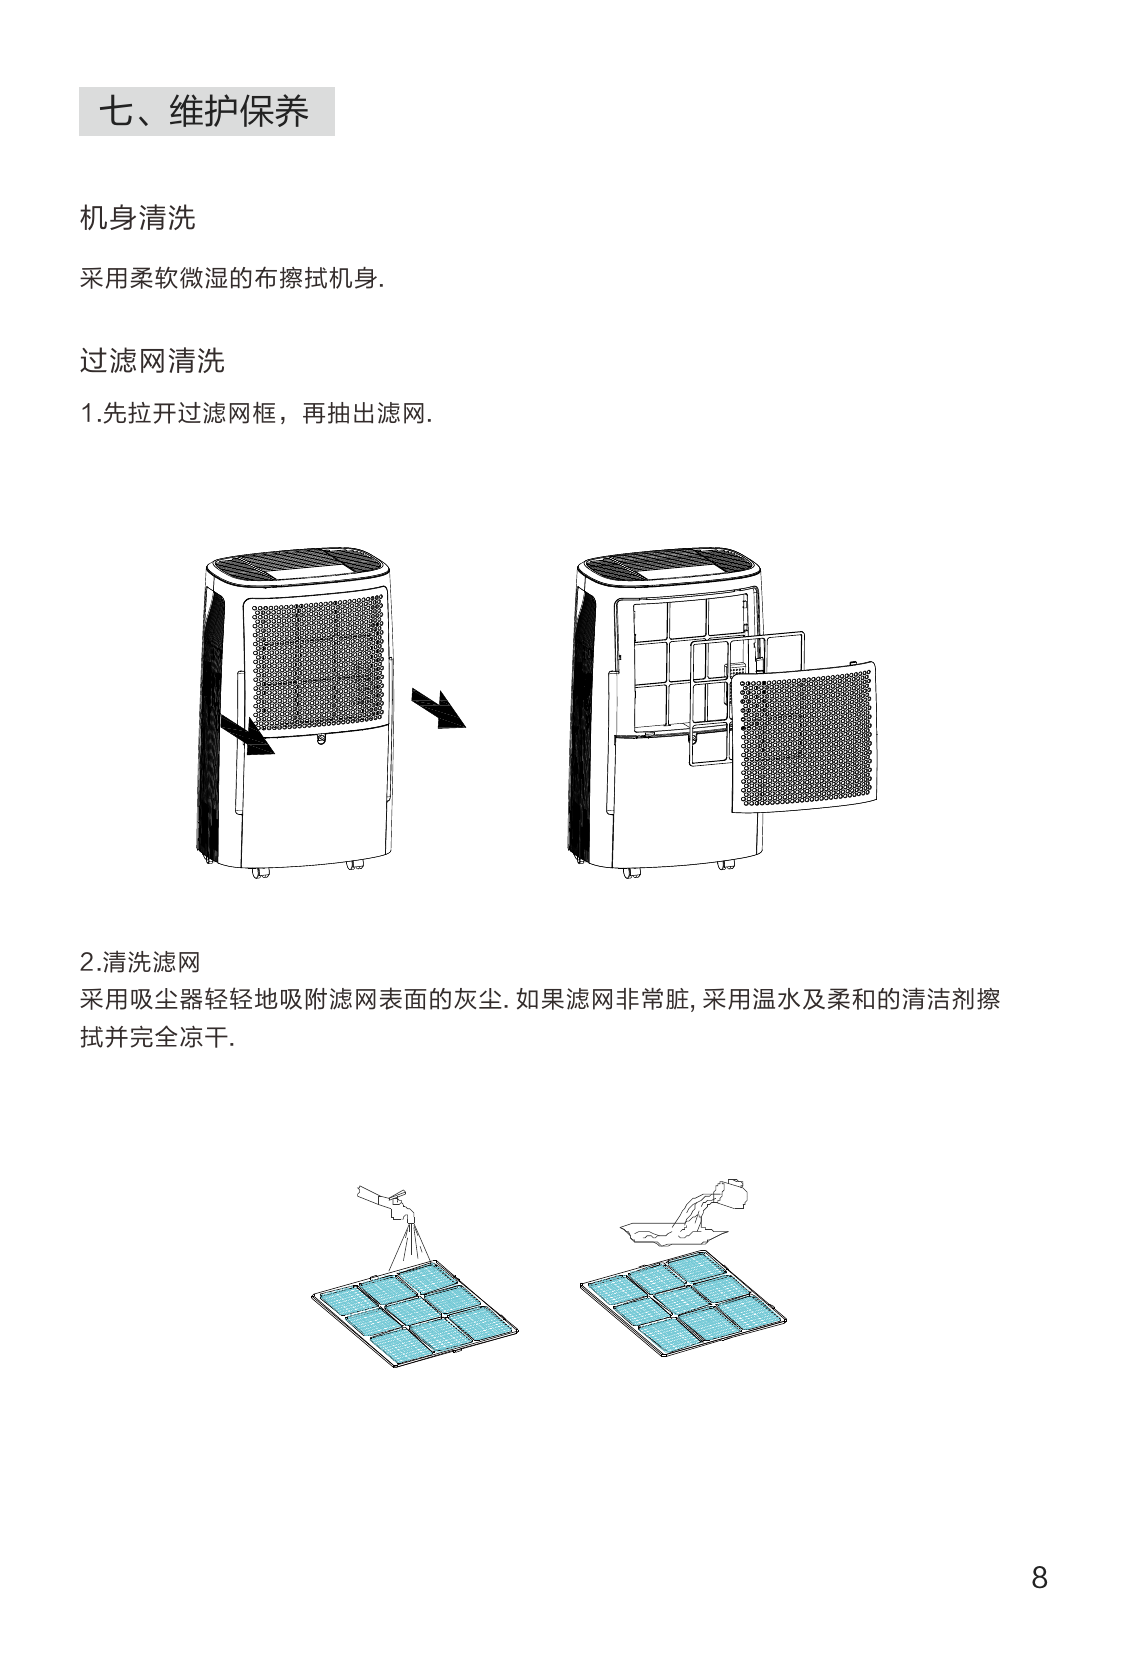 七、维护保养
机身清洗
采用柔软微湿的布擦拭机身.
过滤网清洗
1.先拉开过滤网框，再抽出滤网.
2.清洗滤网
采用吸尘器轻轻地吸附滤网表面的灰尘. 如果滤网非常脏, 采用温水及柔和的清洁剂擦
拭并完全凉干.
8